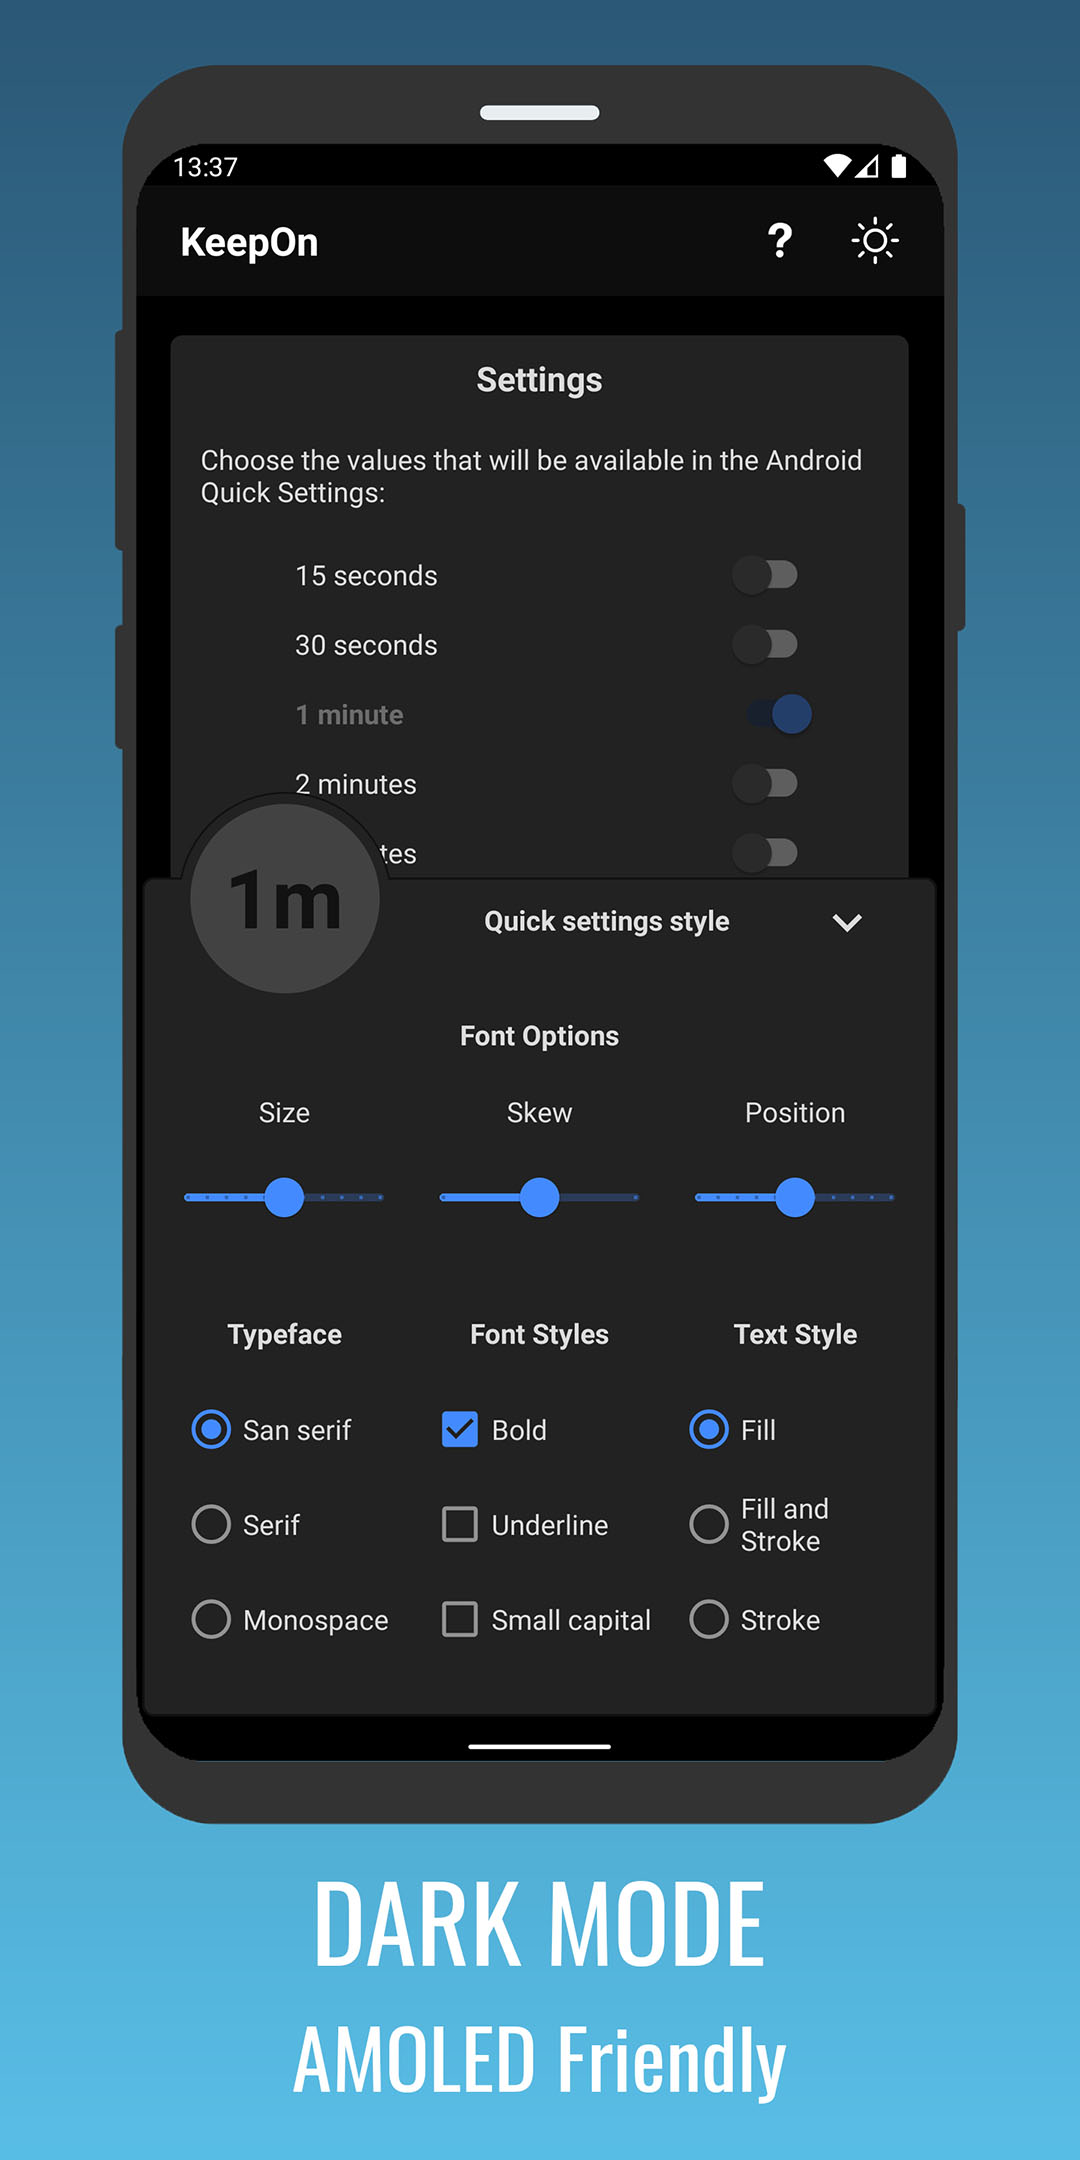 13:37
KeepOn
?
Settings
Choose the values that will be available in the Android
Quick Settings:
15 seconds
30 seconds
1 minute
2 minutes
tes
1m
Quick settings style
Font Options
Size Skew Position
Typeface Font Styles Text Style
San serif Bold Fill
Serif Underline Fill and
Stroke
Monospace Small capital Stroke
DARK MODE
AMOLED Friendly